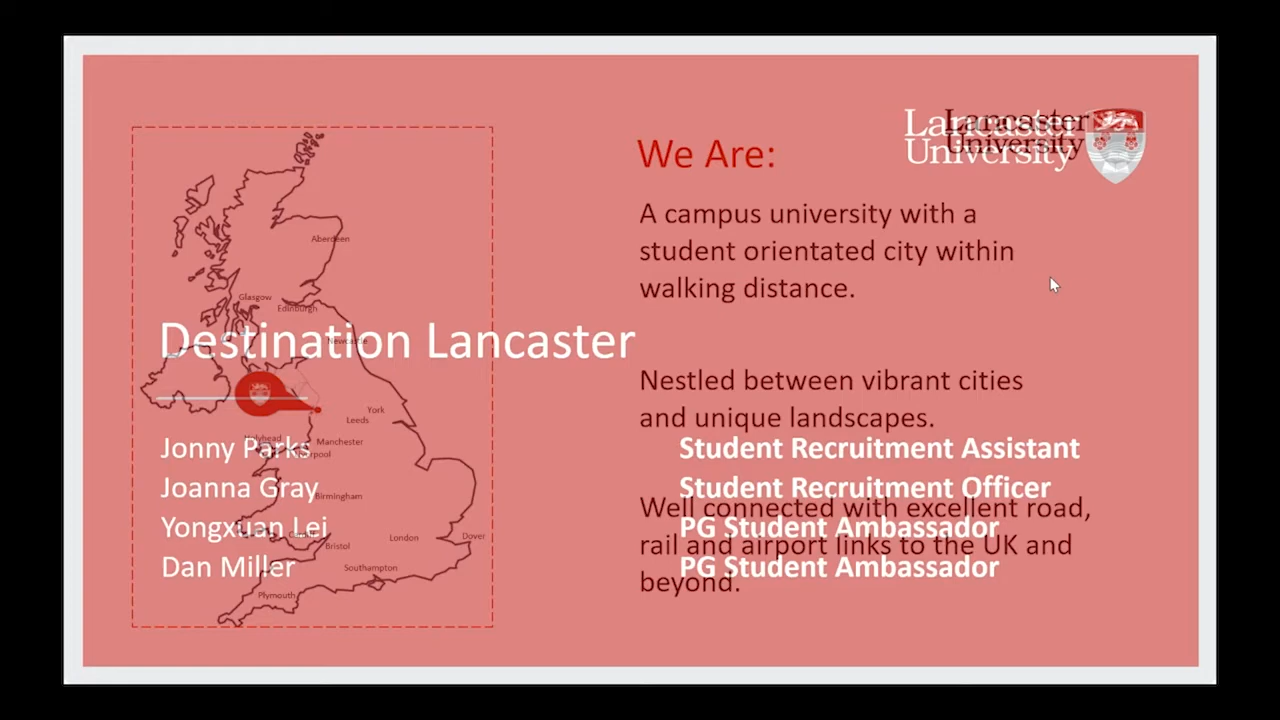 Lancaster
University
Lancaster
University
We Are:
A campus university with a
student orientated city within
walking distance.
Nestled between vibrant cities
and unique landscapes.
Well connected with excellent road,
rail and airport links to the UK and
beyond.
Destination Lancaster
Jonny Parks Student Recruitment Assistant
Joanna Gray Student Recruitment Officer
Yongxuan Lei PG Student Ambassador
Dan Miller PG Student Ambassador
Aberdeen
Glasgow
Edinburgh
Newcastle
York
Leeds
Manchester
Birmingham
Bristol
London
Dover
Southampton
Plymouth